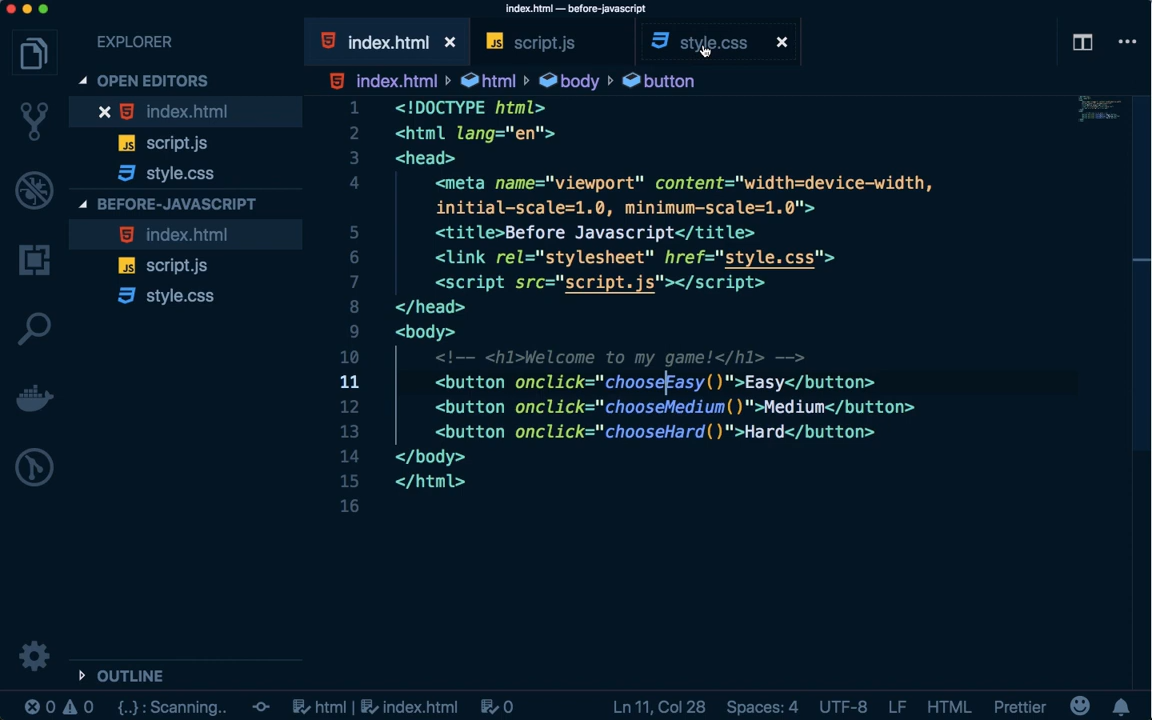 index.html — before-javascript
EXPLORER
OPEN EDITORS
index.html
script.js
style.css
BEFORE-JAVASCRIPT
index.html
script.js
style.css
OUTLINE
index.html
script.js
style.css
index.html html body button
1 <!DOCTYPE html>
2 <html lang="en">
3 <head>
4 <meta name="viewport" content="width=device-width,
initial-scale=1.0, minimum-scale=1.0">
5 <title>Before Javascript</title>
6 <link rel="stylesheet" href="style.css">
7 <script src="script.js"></script>
8 </head>
9 <body>
10 <!-- <h1>Welcome to my game!</h1> -->
11 <button onclick="chooseEasy()">Easy</button>
12 <button onclick="chooseMedium()">Medium</button>
13 <button onclick="chooseHard()">Hard</button>
14 </body>
15 </html>
16
0 0 {..} : Scanning.. html | index.html 0 Ln 11, Col 28 Spaces: 4 UTF-8 LF HTML Prettier